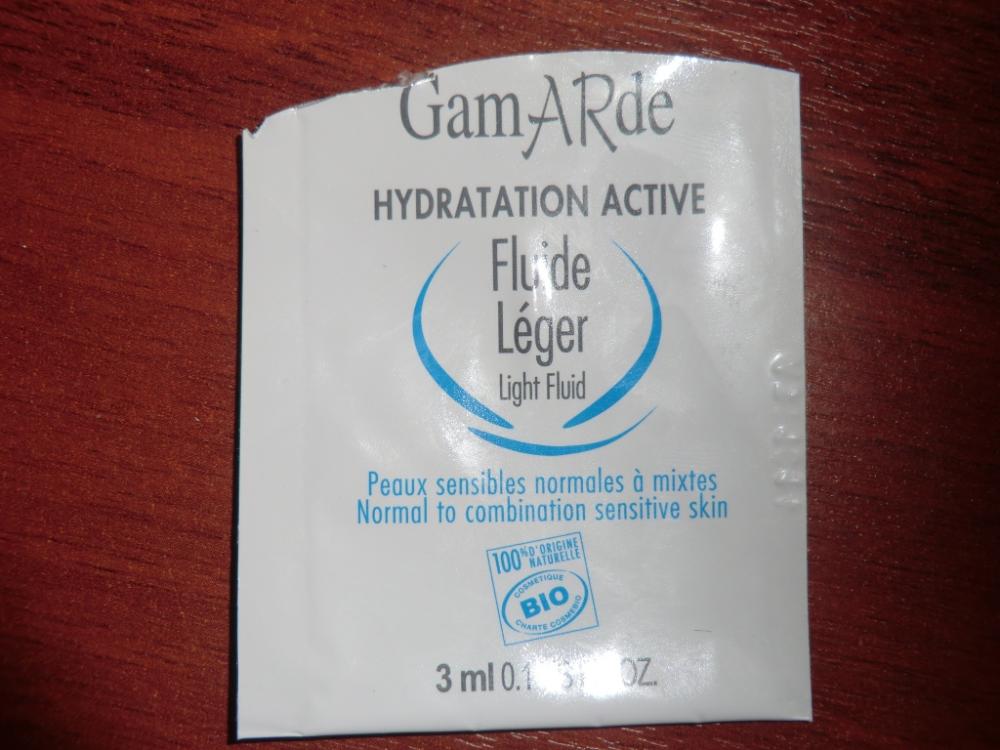 GamARde
HYDRATATION ACTIVE
Fluide
Léger
Light Fluid
Peaux sensibles normales à mixtes
Normal to combination sensitive skin
100% D'ORIGINE
NATURELLE
COSMETIQUE
BIO
CHARTE COSMEBIO
3 ml OZ.